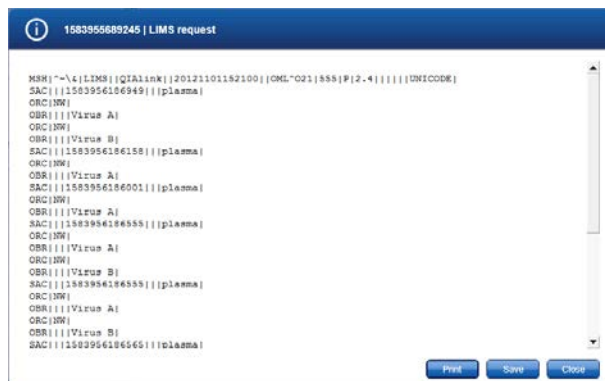 1583955689245 | LIMS request
MSH|^~\&|LIMS||QIAlink||20121101152100||OML^O21|555|P|2.4||||||UNICODE|
SAC|||1583956186949|||plasma|
ORC|NW|
OBR||||Virus A|
ORC|NW|
OBR||||Virus B|
SAC|||1583956186158|||plasma|
ORC|NW|
OBR||||Virus A|
SAC|||1583956186001|||plasma|
ORC|NW|
OBR||||Virus A|
SAC|||1583956186555|||plasma|
ORC|NW|
OBR||||Virus A|
ORC|NW|
OBR||||Virus B|
SAC|||1583956186555|||plasma|
ORC|NW|
OBR||||Virus A|
ORC|NW|
OBR||||Virus B|
SAC|||1583956186565|||plasma|
Print Save Close